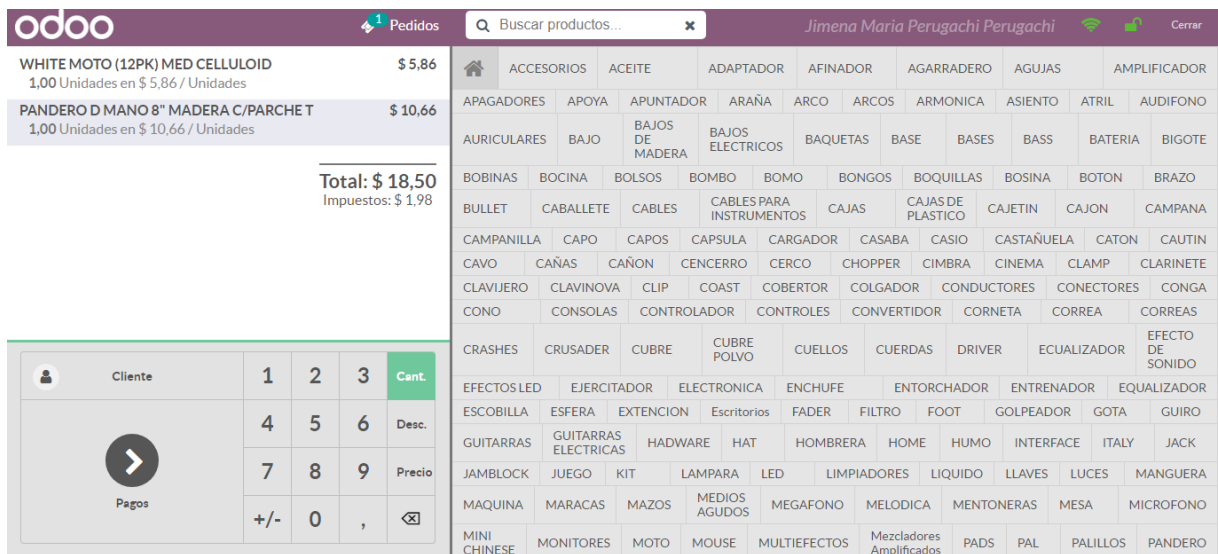 odoo
1 Pedidos
Buscar productos...
Jimena Maria Perugachi Perugachi
Cerrar
WHITE MOTO (12PK) MED CELLULOID $ 5,86
1,00 Unidades en $ 5,86 / Unidades
PANDERO D MANO 8" MADERA C/PARCHE T $ 10,66
1,00 Unidades en $ 10,66 / Unidades
Total: $ 18,50
Impuestos: $ 1,98
Cliente
1 2 3 Cant.
4 5 6 Desc.
7 8 9 Precio
+/- 0 ,
Pagos
ACCESORIOS ACEITE ADAPTADOR AFINADOR AGARRADERO AGUJAS AMPLIFICADOR
APAGADORES APOYA APUNTADOR ARAÑA ARCO ARCOS ARMONICA ASIENTO ATRIL AUDIFONO
AURICULARES BAJO BAJOS DE MADERA BAJOS ELECTRICOS BAQUETAS BASE BASES BASS BATERIA BIGOTE
BOBINAS BOCINA BOLSOS BOMBO BOMO BONGOS BOQUILLAS BOSINA BOTON BRAZO
BULLET CABALLETE CABLES CABLES PARA INSTRUMENTOS CAJAS CAJAS DE PLASTICO CAJETIN CAJON CAMPANA
CAMPANILLA CAPO CAPOS CAPSULA CARGADOR CASABA CASIO CASTAÑUELA CATON CAUTIN
CAVO CAÑAS CAÑON CENCERRO CERCO CHOPPER CIMBRA CINEMA CLAMP CLARINETE
CLAVIJERO CLAVINOVA CLIP COAST COBERTOR COLGADOR CONDUCTORES CONECTORES CONGA
CONO CONSOLAS CONTROLADOR CONTROLES CONVERTIDOR CORNETA CORREA CORREAS
CRASHES CRUSADER CUBRE CUBRE POLVO CUELLOS CUERDAS DRIVER ECUALIZADOR EFECTO DE SONIDO
EFECTOS LED EJERCITADOR ELECTRONICA ENCHUFE ENTORCHADOR ENTRENADOR EQUALIZADOR
ESCOBILLA ESFERA EXTENCION Escritorios FADER FILTRO FOOT GOLPEADOR GOTA GUIRO
GUITARRAS GUITARRAS ELECTRICAS HADWARE HAT HOMBRERA HOME HUMO INTERFACE ITALY JACK
JAMBLOCK JUEGO KIT LAMPARA LED LIMPIADORES LIQUIDO LLAVES LUCES MANGUERA
MAQUINA MARACAS MAZOS MEDIOS AGUDOS MEGAFONO MELODICA MENTONERAS MESA MICROFONO
MINI CHINESE MONITORES MOTO MOUSE MULTIEFECTOS Mezcladores Amplificados PADS PAL PALILLOS PANDERO